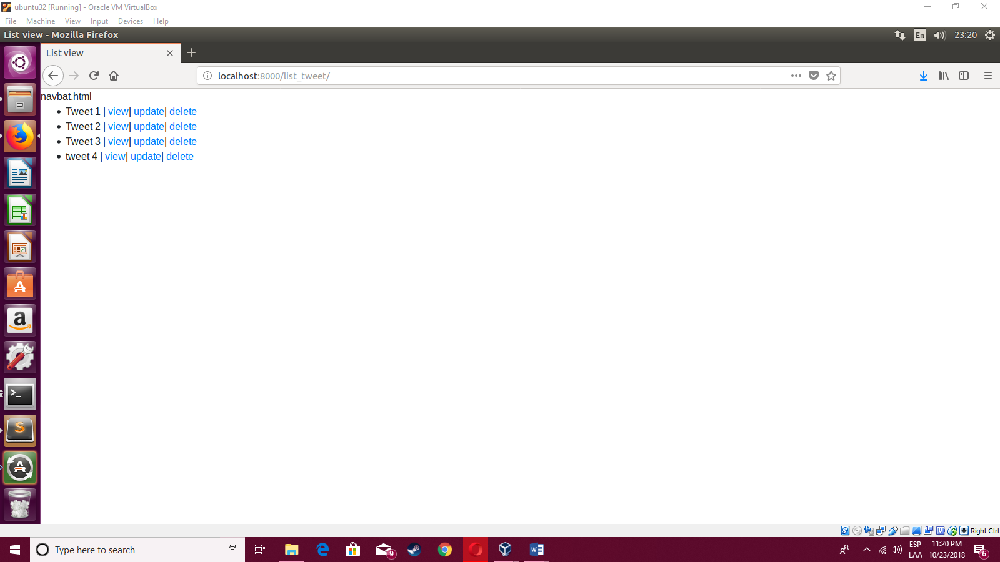 ubuntu32 [Running] - Oracle VM VirtualBox
File Machine View Input Devices Help
List view - Mozilla Firefox
En 23:20
List view
localhost:8000/list_tweet/
navbat.html
Tweet 1 | view| update| delete
Tweet 2 | view| update| delete
Tweet 3 | view| update| delete
tweet 4 | view| update| delete
Right Ctrl
Type here to search
9
ESP
LAA
11:20 PM
10/23/2018
6